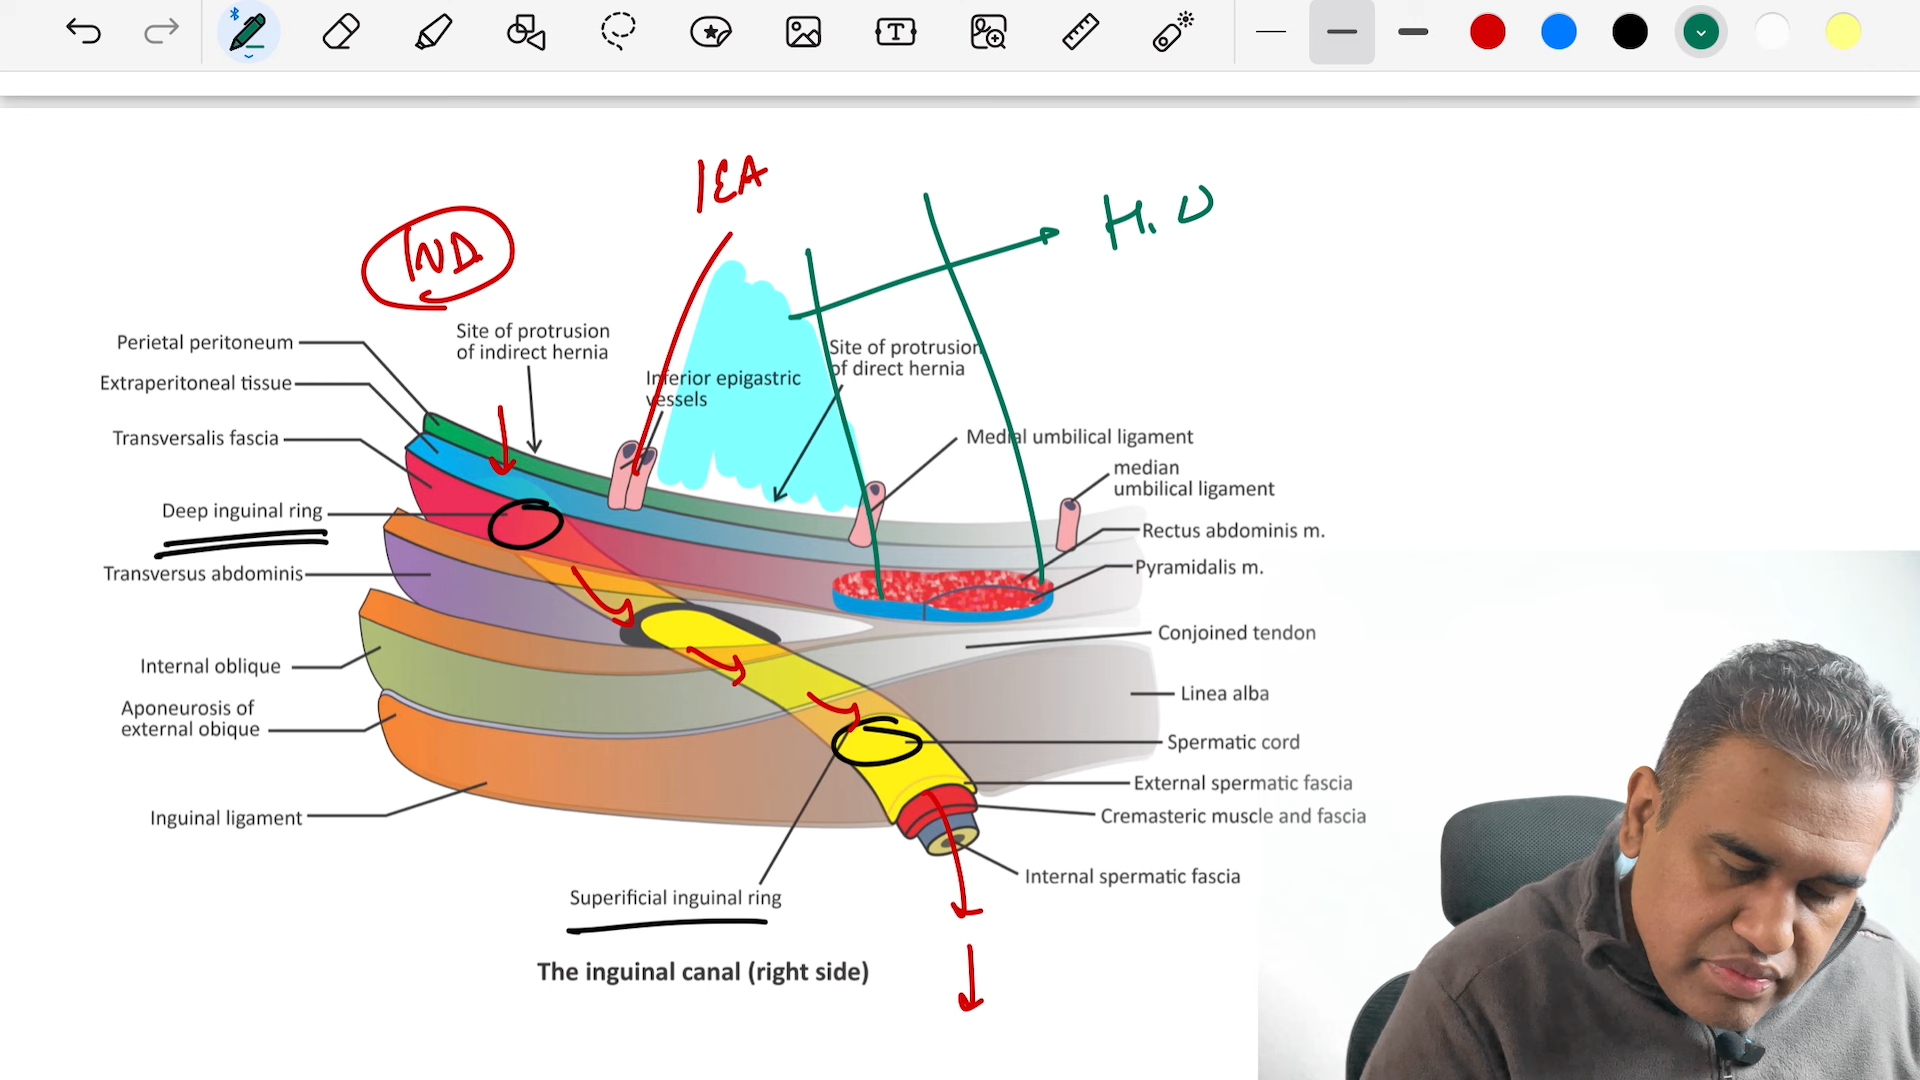 IEA
IND
H. U
Site of protrusion
of indirect hernia
Perietal peritoneum
Site of protrusion
of direct hernia
Inferior epigastric
vessels
Extraperitoneal tissue
Transversalis fascia
Medial umbilical ligament
median
umbilical ligament
Deep inguinal ring
Rectus abdominis m.
Pyramidalis m.
Transversus abdominis
Conjoined tendon
Internal oblique
Linea alba
Aponeurosis of
external obique
Spermatic cord
External spermatic fascia
Inguinal ligament
Cremasteric muscle and fascia
Internal spermatic fascia
Superificial inguinal ring
The inguinal canal (right side)